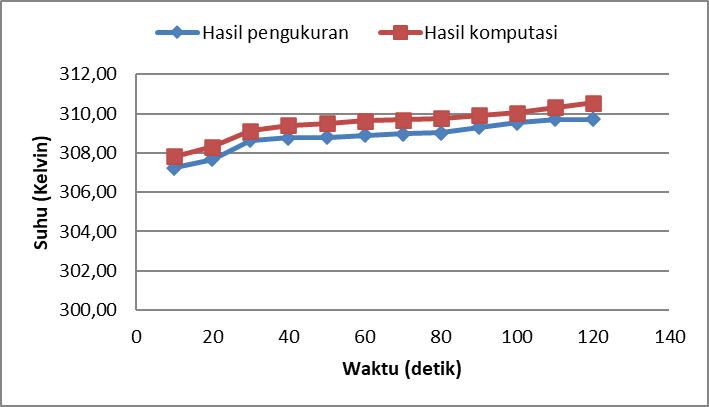 Hasil pengukuran Hasil komputasi
312,00
310,00
308,00
306,00
304,00
302,00
300,00
Suhu (Kelvin)
0 20 40 60 80 100 120 140
Waktu (detik)